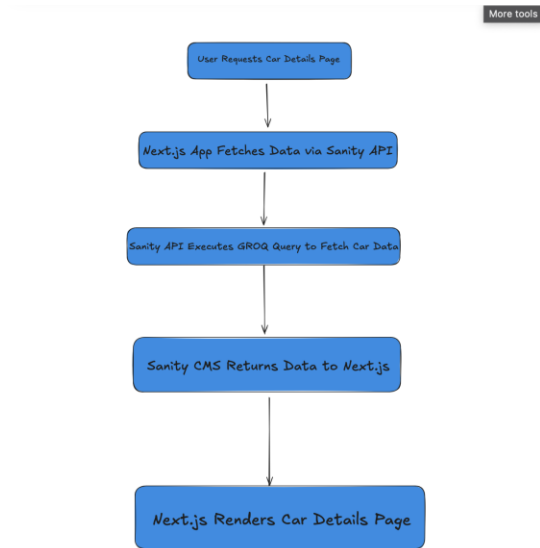 More tools
User Requests Car Details Page
Next.js App Fetches Data via Sanity API
Sanity API Executes GROQ Query to Fetch Car Data
Sanity CMS Returns Data to Next.js
Next.js Renders Car Details Page